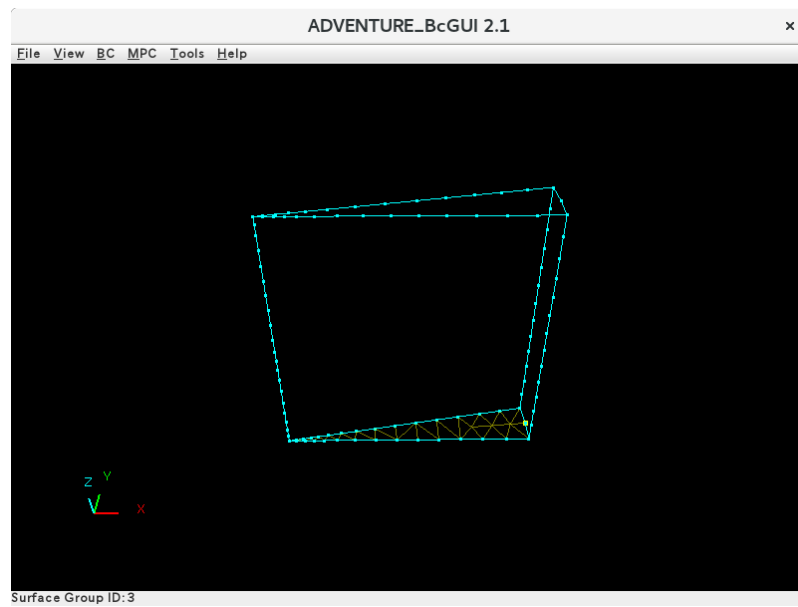 ADVENTURE_BcGUI 2.1 ×
File View BC MPC Tools Help
Z Y
X
Surface Group ID:3